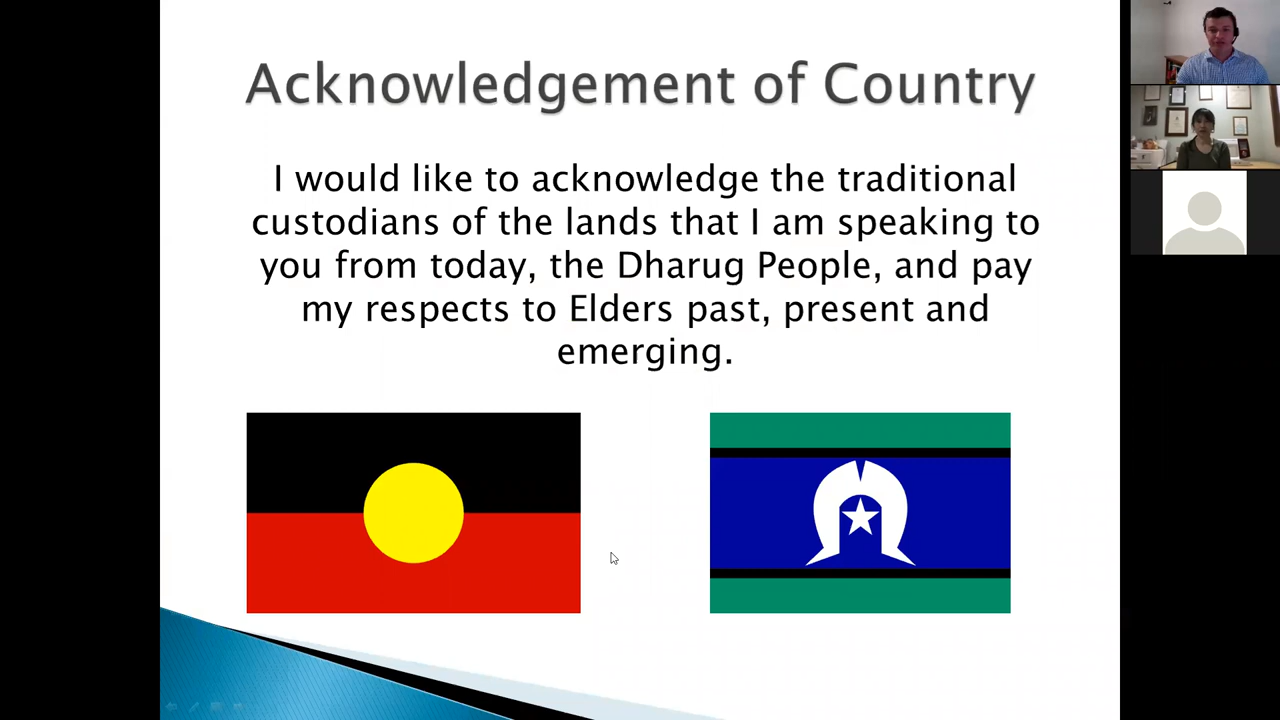 Acknowledgement of Country
I would like to acknowledge the traditional
custodians of the lands that I am speaking to
you from today, the Dharug People, and pay
my respects to Elders past, present and
emerging.